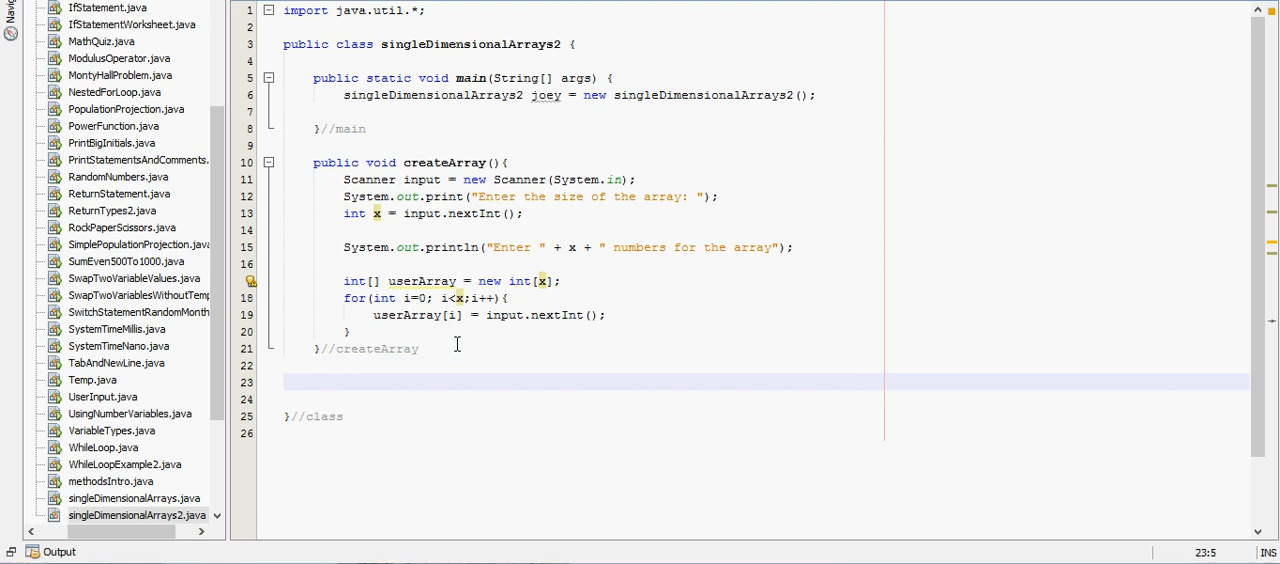 Navig
IfStatement.java
IfStatementWorksheet.java
MathQuiz.java
ModulusOperator.java
MontyHallProblem.java
NestedForLoop.java
PopulationProjection.java
PowerFunction.java
PrintBigInitials.java
PrintStatementsAndComments.
RandomNumbers.java
ReturnStatement.java
ReturnTypes2.java
RockPaperScissors.java
SimplePopulationProjection.java
SumEven500To1000.java
SwapTwoVariableValues.java
SwapTwoVariablesWithoutTemp
SwitchStatementRandomMonth
SystemTimeMillis.java
SystemTimeNano.java
TabAndNewLine.java
Temp.java
UserInput.java
UsingNumberVariables.java
VariableTypes.java
WhileLoop.java
WhileLoopExample2.java
methodsIntro.java
singleDimensionalArrays.java
singleDimensionalArrays2.java
1 import java.util.*;
2
3 public class singleDimensionalArrays2 {
4
5 public static void main(String[] args) {
6 singleDimensionalArrays2 joey = new singleDimensionalArrays2();
7
8 }//main
9
10 public void createArray(){
11 Scanner input = new Scanner(System.in);
12 System.out.print("Enter the size of the array: ");
13 int x = input.nextInt();
14
15 System.out.println("Enter " + x + " numbers for the array");
16
int[] userArray = new int[x];
18 for(int i=0; i<x;i++){
19 userArray[i] = input.nextInt();
20 }
21 }//createArray
22
23
24
25 }//class
26
Output
23:5 INS